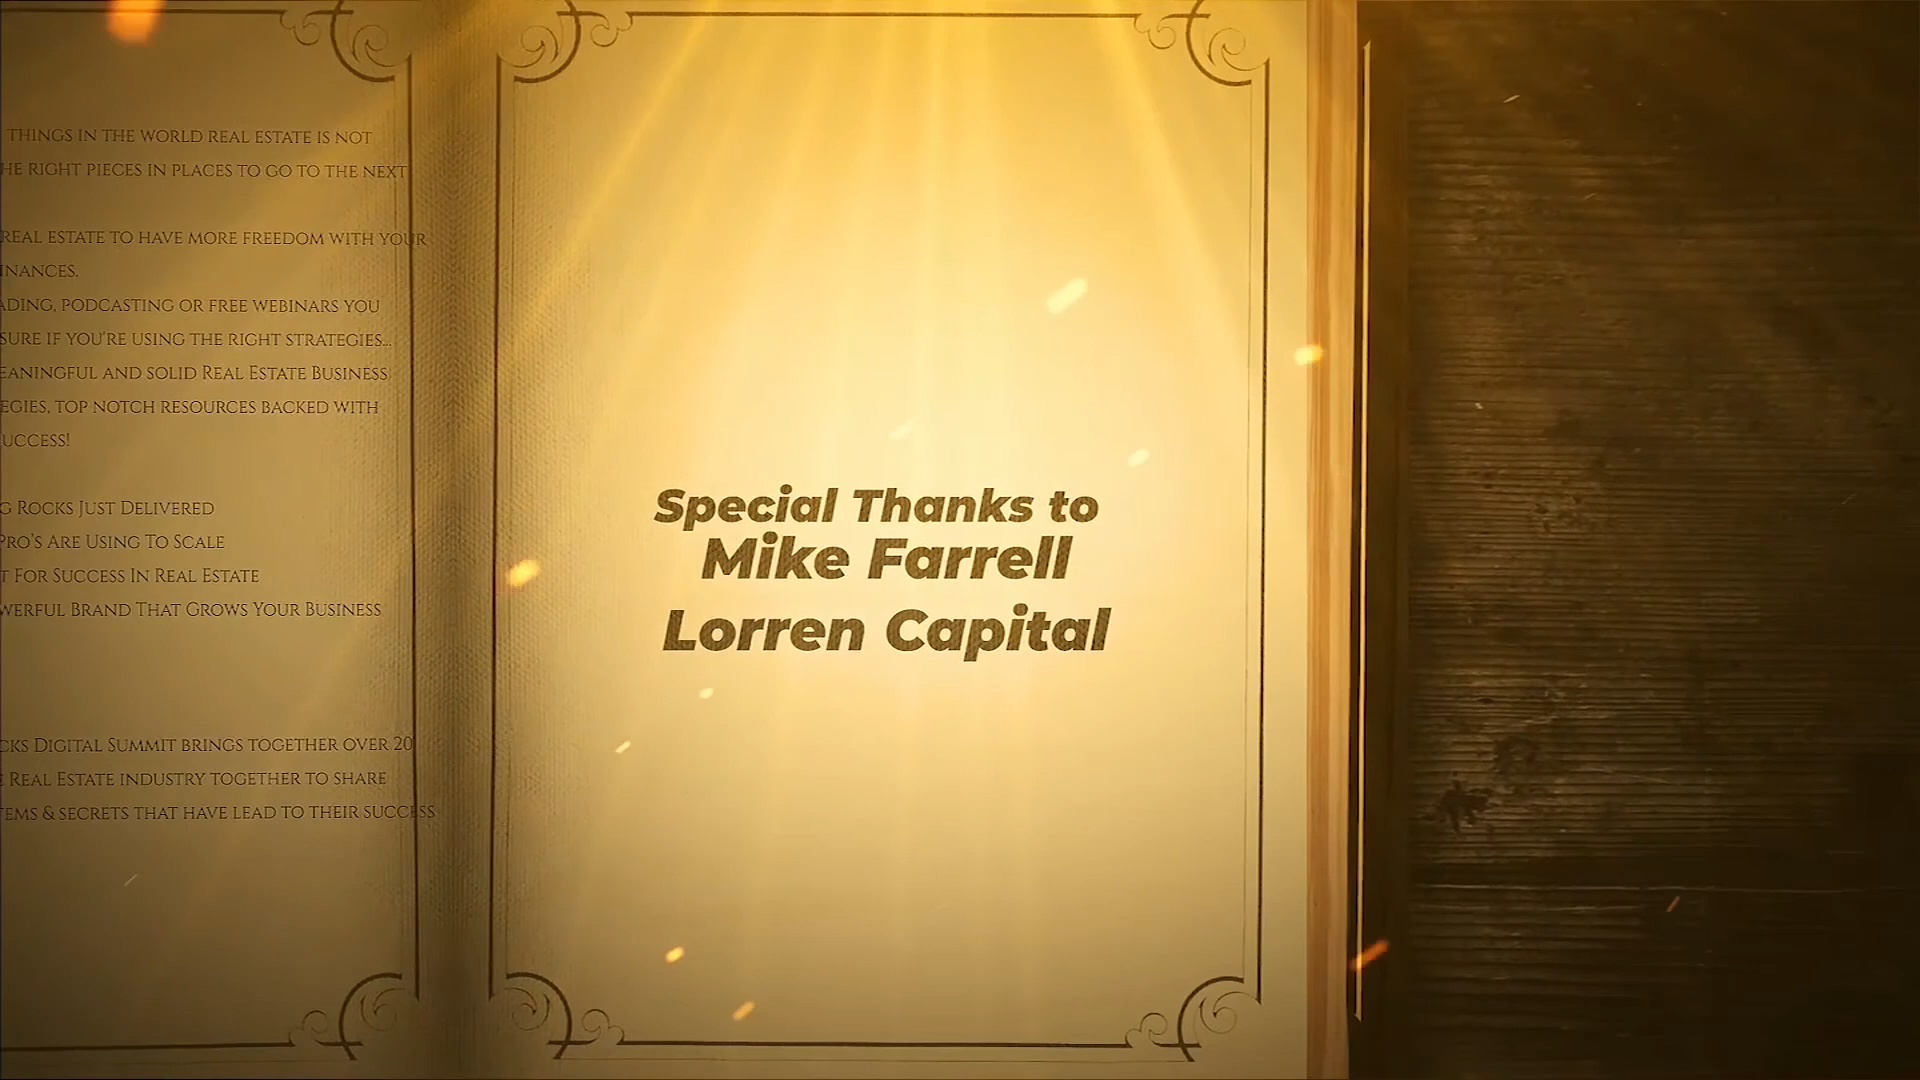 THINGS IN THE WORLD REAL ESTATE IS NOT
HE RIGHT PIECES IN PLACES TO GO TO THE NEXT
REAL ESTATE TO HAVE MORE FREEDOM WITH YOUR
INANCES.
ADING, PODCASTING OR FREE WEBINARS YOU
SURE IF YOU'RE USING THE RIGHT STRATEGIES...
EANINGFUL AND SOLID REAL ESTATE BUSINESS
EGIES, TOP NOTCH RESOURCES BACKED WITH
UCCESS!
G ROCKS JUST DELIVERED
PRO'S ARE USING TO SCALE
T FOR SUCCESS IN REAL ESTATE
WERFUL BRAND THAT GROWS YOUR BUSINESS
CKS DIGITAL SUMMIT BRINGS TOGETHER OVER 20
E REAL ESTATE INDUSTRY TOGETHER TO SHARE
TEMS & SECRETS THAT HAVE LEAD TO THEIR SUCCESS
Special Thanks to
Mike Farrell
Lorren Capital